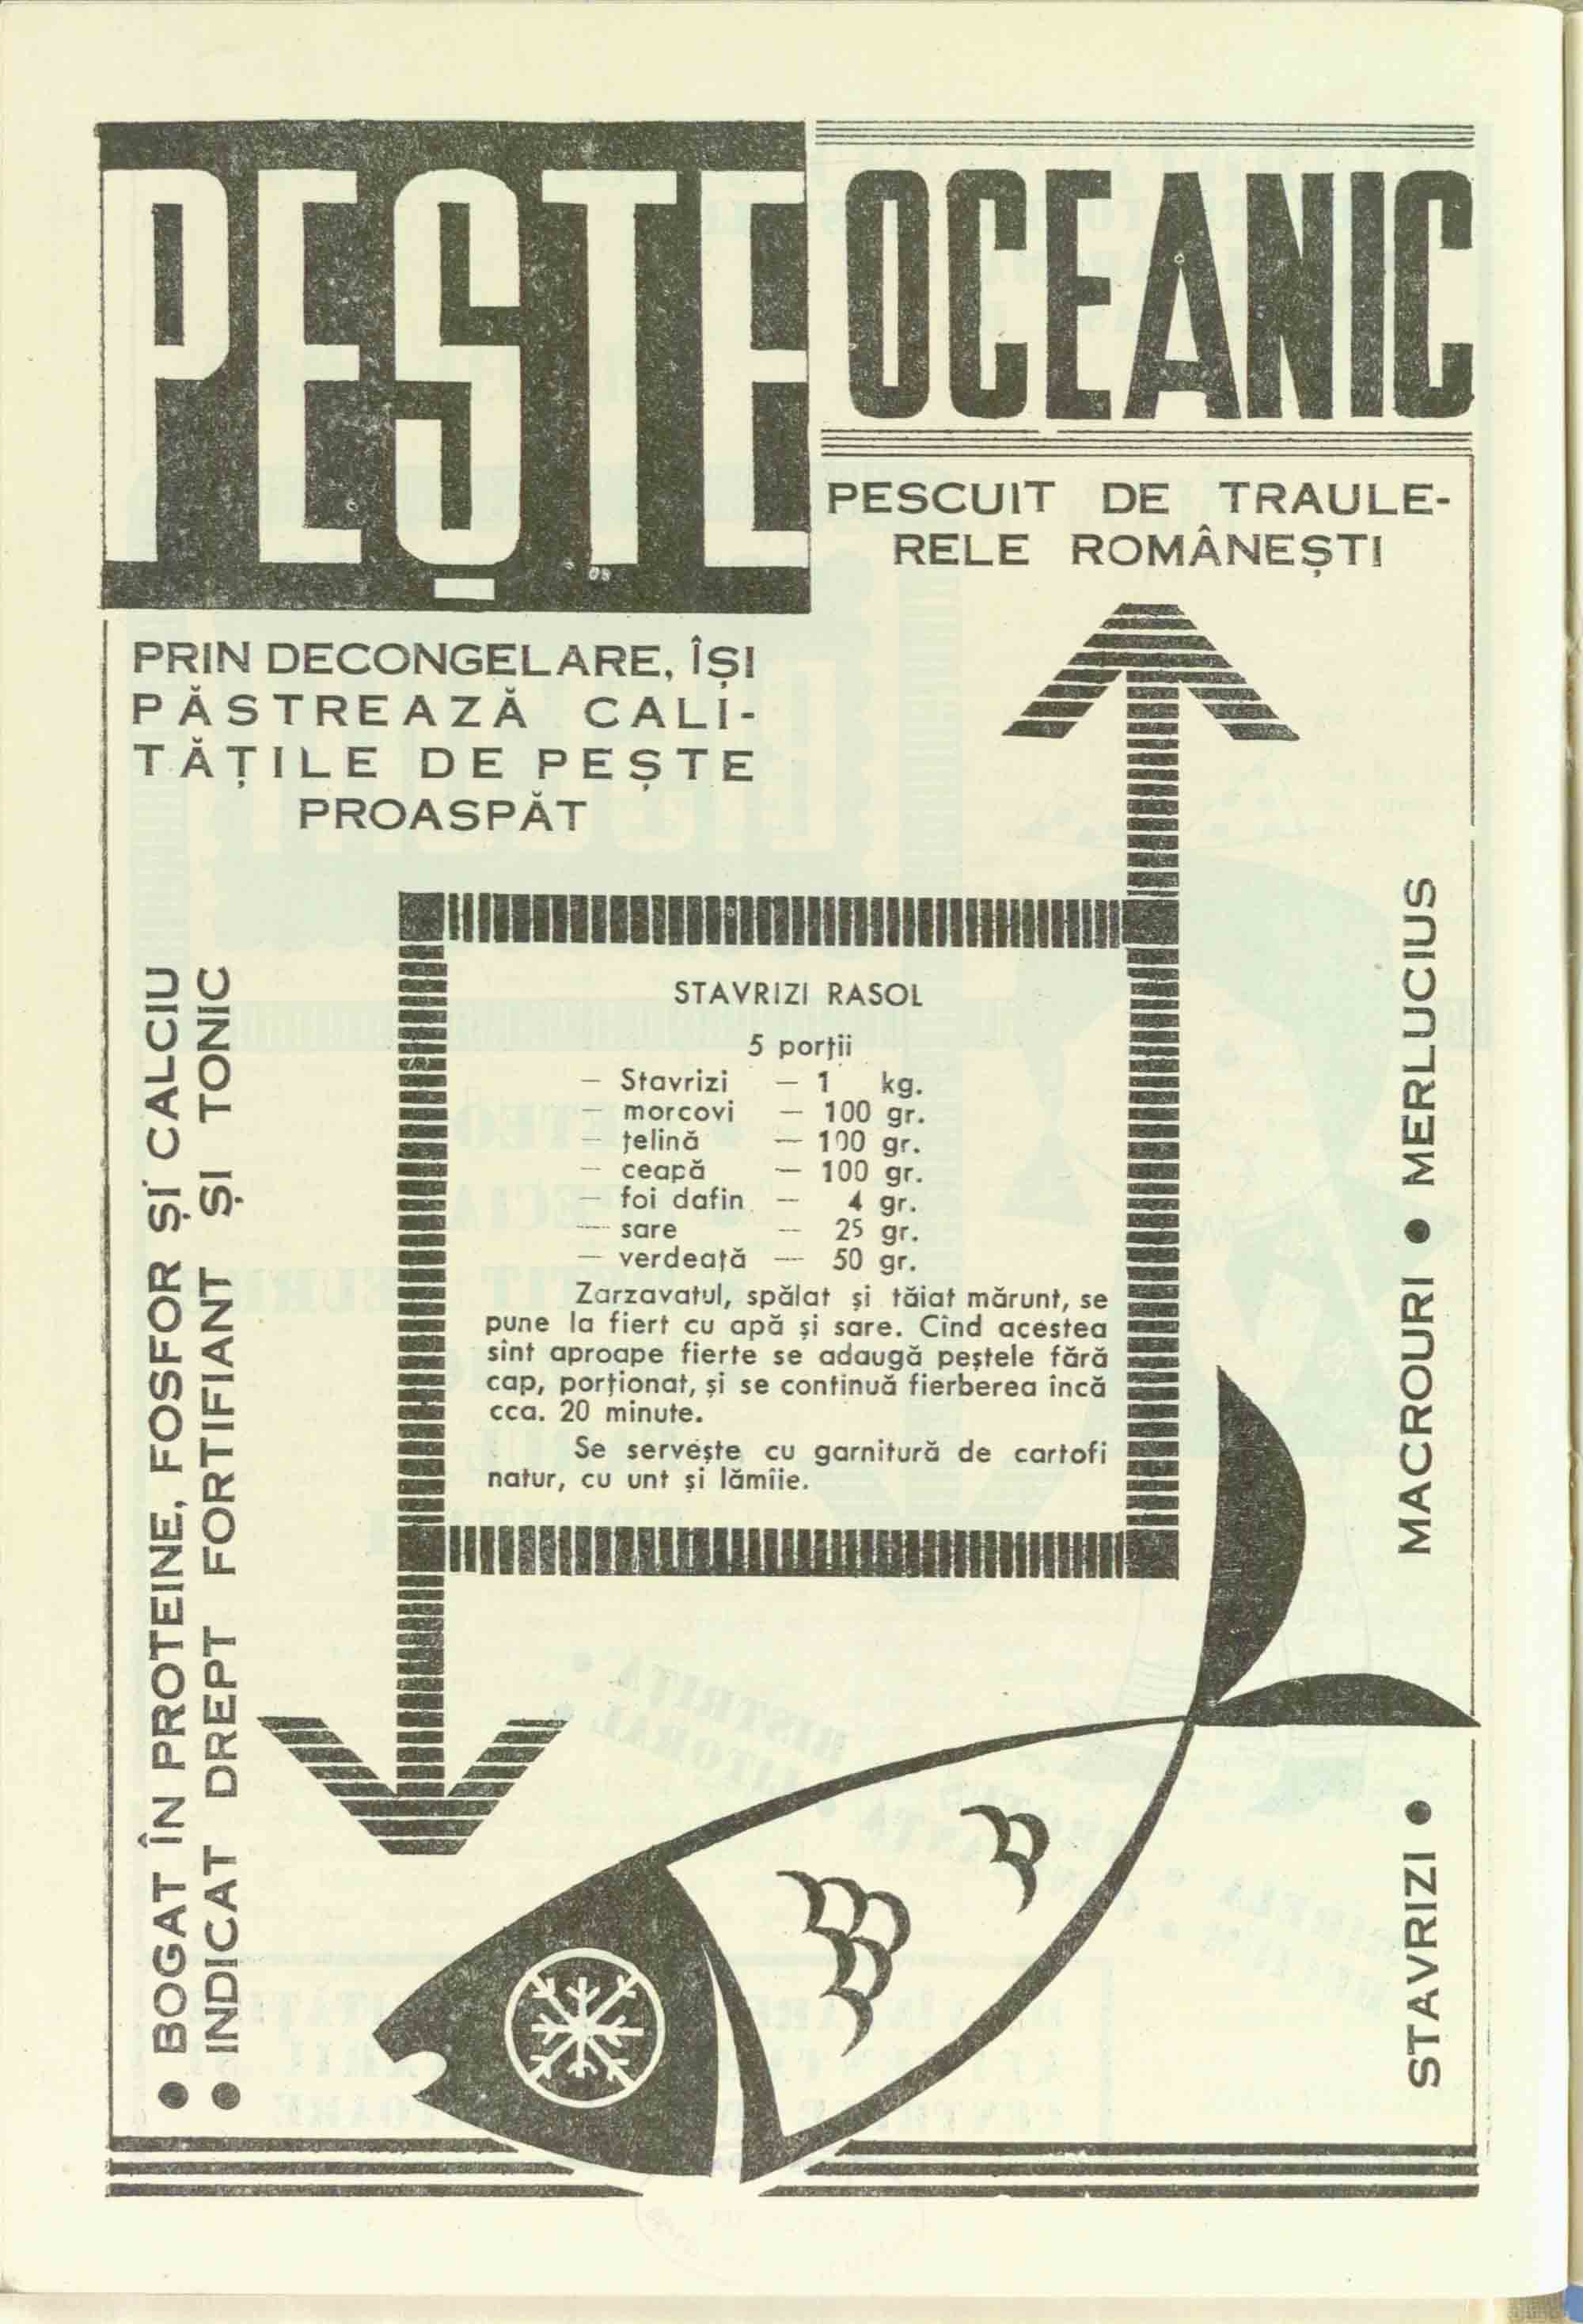 PEȘTE OCEANIC
PESCUIT DE TRAULE-
RELE ROMÂNEȘTI
PRIN DECONGELARE, ÎȘI
PĂSTREAZĂ CALI-
TĂȚILE DE PEȘTE
PROASPĂT
• BOGAT ÎN PROTEINE, FOSFOR ȘI CALCIU
• INDICAT DREPT FORTIFIANT ȘI TONIC
STAVRIZI RASOL
5 porții
— Stavrizi — 1 kg.
— morcovi — 100 gr.
— țelină — 100 gr.
— ceapă — 100 gr.
— foi dafin — 4 gr.
— sare — 25 gr.
— verdeață — 50 gr.
Zarzavatul, spălat și tăiat mărunt, se
pune la fiert cu apă și sare. Cînd acestea
sînt aproape fierte se adaugă peștele fără
cap, porționat, și se continuă fierberea încă
cca. 20 minute.
Se servește cu garnitură de cartofi
natur, cu unt și lămîie.
STAVRIZI • MACROURI • MERLUCIUS